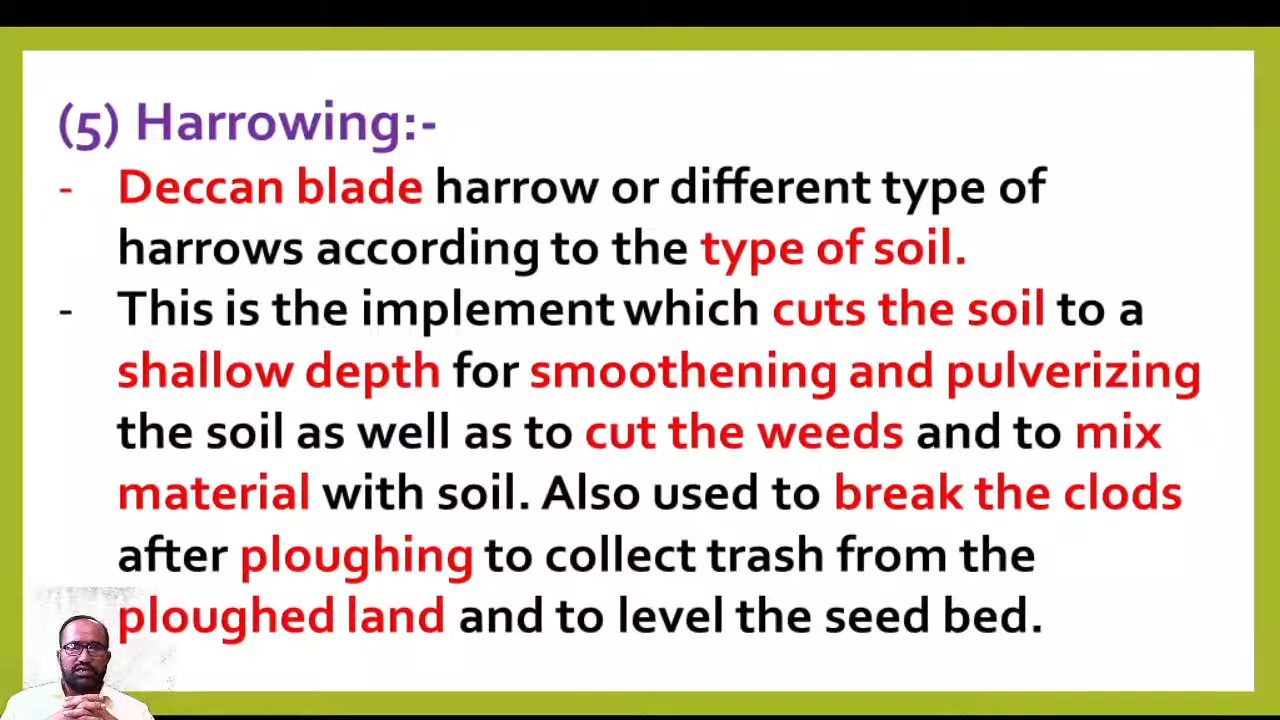 (5) Harrowing:-
- Deccan blade harrow or different type of
harrows according to the type of soil.
- This is the implement which cuts the soil to a
shallow depth for smoothening and pulverizing
the soil as well as to cut the weeds and to mix
material with soil. Also used to break the clods
after ploughing to collect trash from the
ploughed land and to level the seed bed.